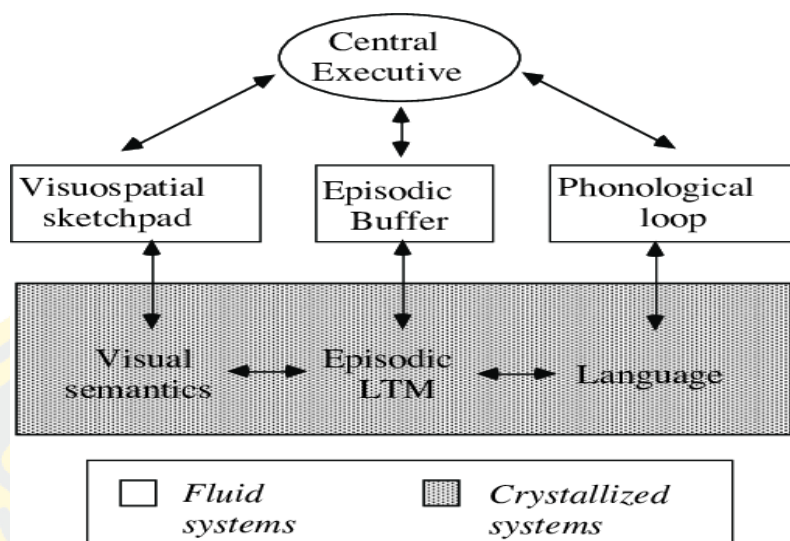 Central
Executive
Visuospatial
sketchpad
Episodic
Buffer
Phonological
loop
Visual
semantics
Episodic
LTM
Language
Fluid
systems
Crystallized
systems